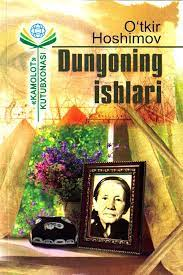 O‘tkir
Hoshimov
Dunyoning
ishlari
«KAMOLOT»
KUTUBXONASI